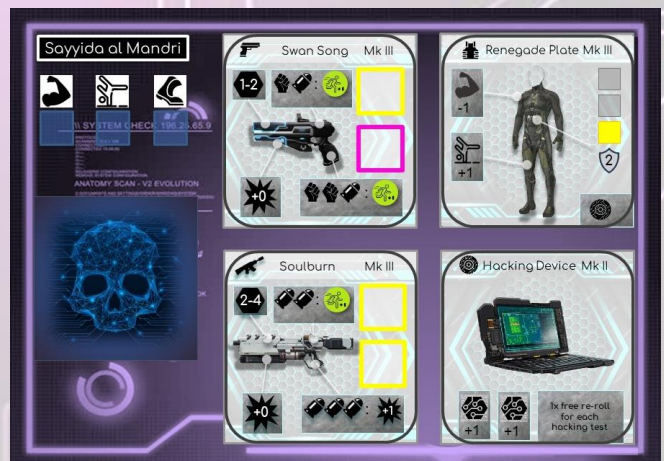 Sayyida al Mandri
\\ SYSTEM CHECK 196.25.65.9
ANATOMY SCAN - V2 EVOLUTION
Swan Song Mk III
1-2
+0
Renegade Plate Mk III
-1
+1
2
Soulburn Mk III
2-4
+0
+1
Hacking Device Mk II
+1 +1
1x free re-roll
for each
hacking test